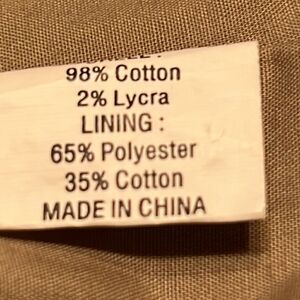 98% Cotton
2% Lycra
LINING :
65% Polyester
35% Cotton
MADE IN CHINA